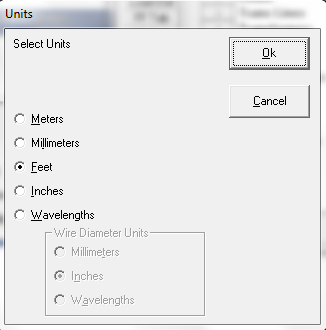 Units
Select Units
Ok
Cancel
Meters
Millimeters
Feet
Inches
Wavelengths
Wire Diameter Units
Millimeters
Inches
Wavelengths